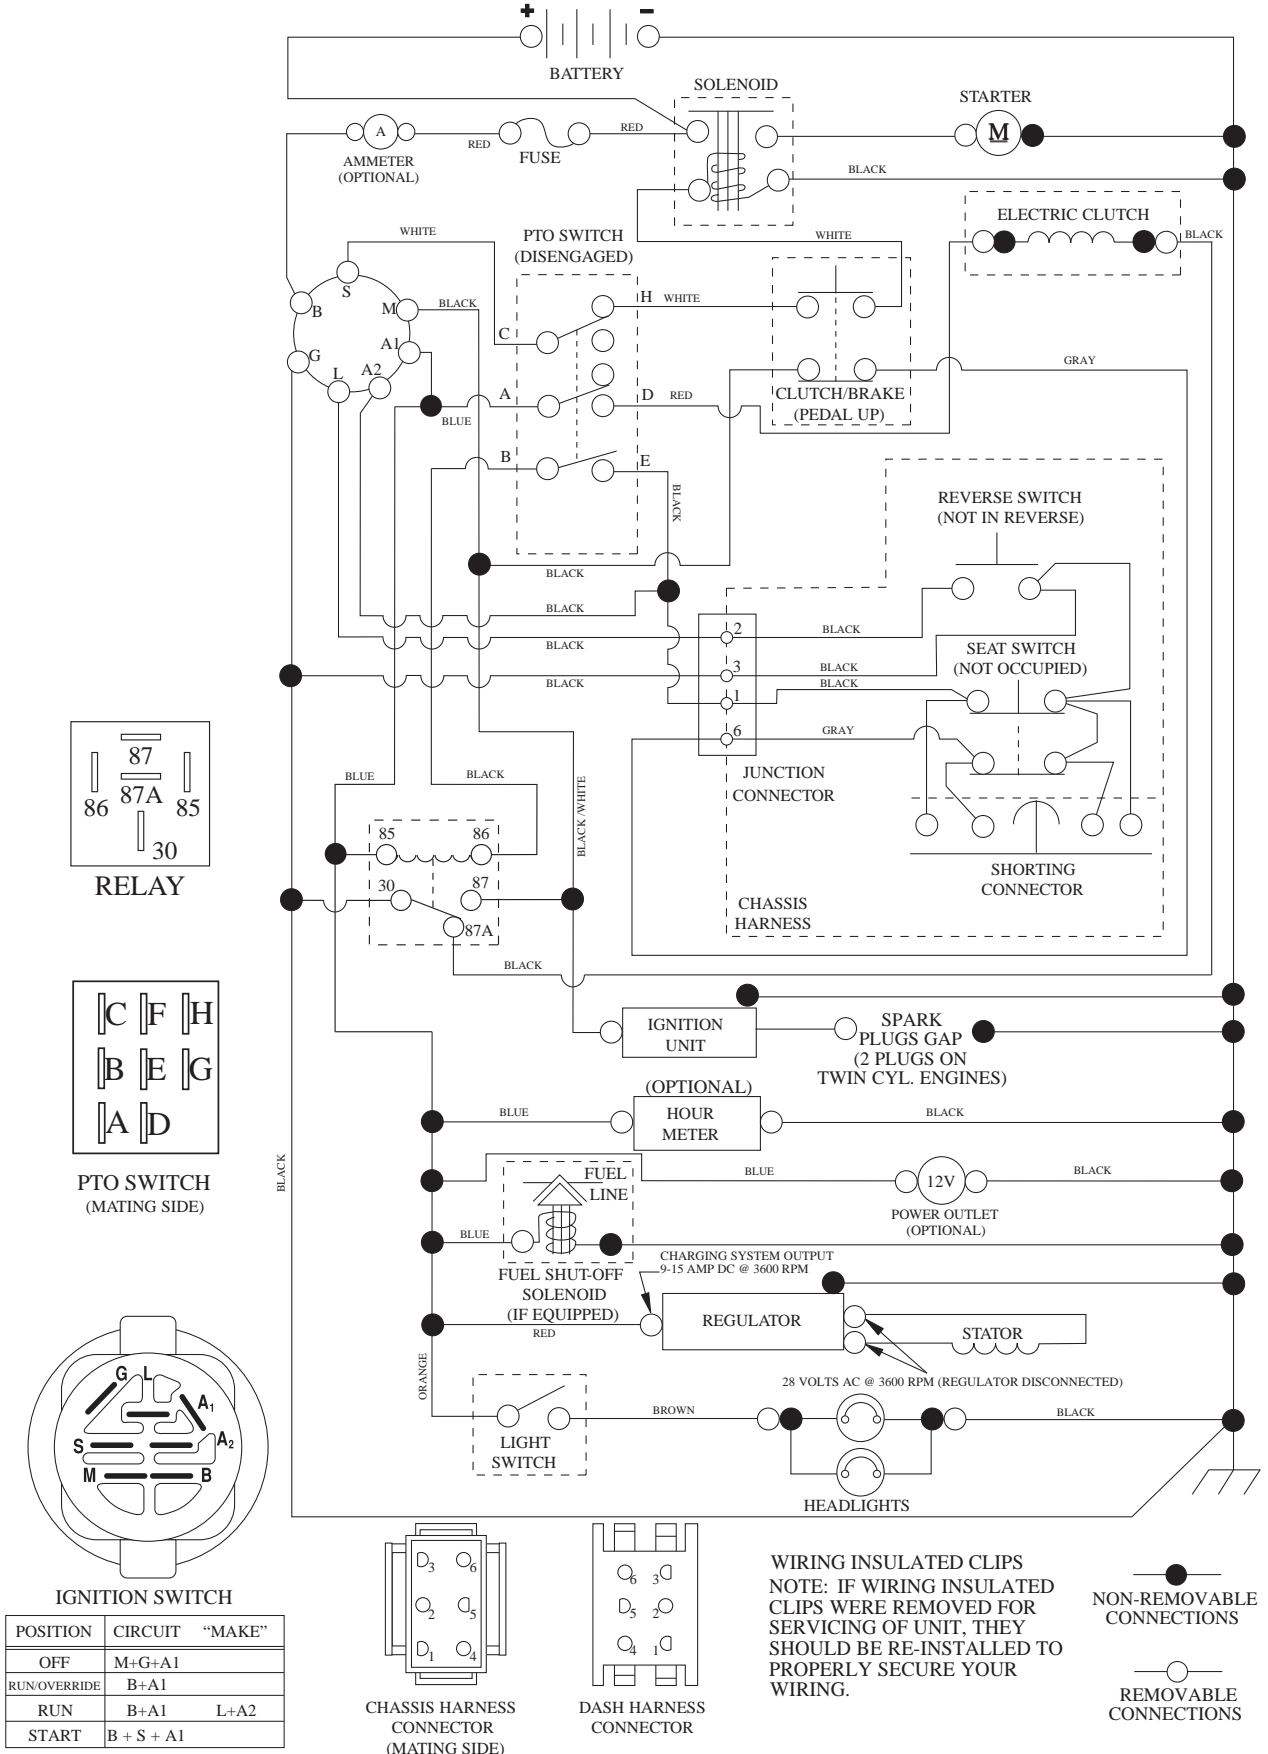 + −
BATTERY
SOLENOID
STARTER
M
A
AMMETER
(OPTIONAL)
RED
FUSE
RED
BLACK
WHITE
PTO SWITCH
(DISENGAGED)
WHITE
ELECTRIC CLUTCH
BLACK
S
B
M
BLACK
G
A1
L
A2
BLUE
C
H
WHITE
A
D
RED
B
E
BLACK
CLUTCH/BRAKE
(PEDAL UP)
GRAY
REVERSE SWITCH
(NOT IN REVERSE)
BLACK
BLACK
BLACK
BLACK
2
BLACK
3
BLACK
1
BLACK
6
GRAY
SEAT SWITCH
(NOT OCCUPIED)
JUNCTION
CONNECTOR
SHORTING
CONNECTOR
CHASSIS
HARNESS
87
86
87A
85
30
RELAY
BLUE
BLACK
BLACK /WHITE
85
86
30
87
87A
BLACK
C F H
B E G
A D
PTO SWITCH
(MATING SIDE)
BLACK
IGNITION
UNIT
SPARK
PLUGS GAP
(2 PLUGS ON
TWIN CYL. ENGINES)
(OPTIONAL)
BLUE
HOUR
METER
BLACK
FUEL
LINE
BLUE
12V
BLACK
POWER OUTLET
(OPTIONAL)
BLUE
FUEL SHUT-OFF
SOLENOID
(IF EQUIPPED)
CHARGING SYSTEM OUTPUT
9-15 AMP DC @ 3600 RPM
RED
REGULATOR
STATOR
28 VOLTS AC @ 3600 RPM (REGULATOR DISCONNECTED)
ORANGE
LIGHT
SWITCH
BROWN
BLACK
HEADLIGHTS
G L
A1
S
A2
M
B
IGNITION SWITCH
POSITION CIRCUIT “MAKE”
OFF M+G+A1
RUN/OVERRIDE B+A1
RUN B+A1 L+A2
START B + S + A1
3 6
2 5
1 4
CHASSIS HARNESS
CONNECTOR
(MATING SIDE)
6 3
5 2
4 1
DASH HARNESS
CONNECTOR
WIRING INSULATED CLIPS
NOTE: IF WIRING INSULATED
CLIPS WERE REMOVED FOR
SERVICING OF UNIT, THEY
SHOULD BE RE-INSTALLED TO
PROPERLY SECURE YOUR
WIRING.
NON-REMOVABLE
CONNECTIONS
REMOVABLE
CONNECTIONS